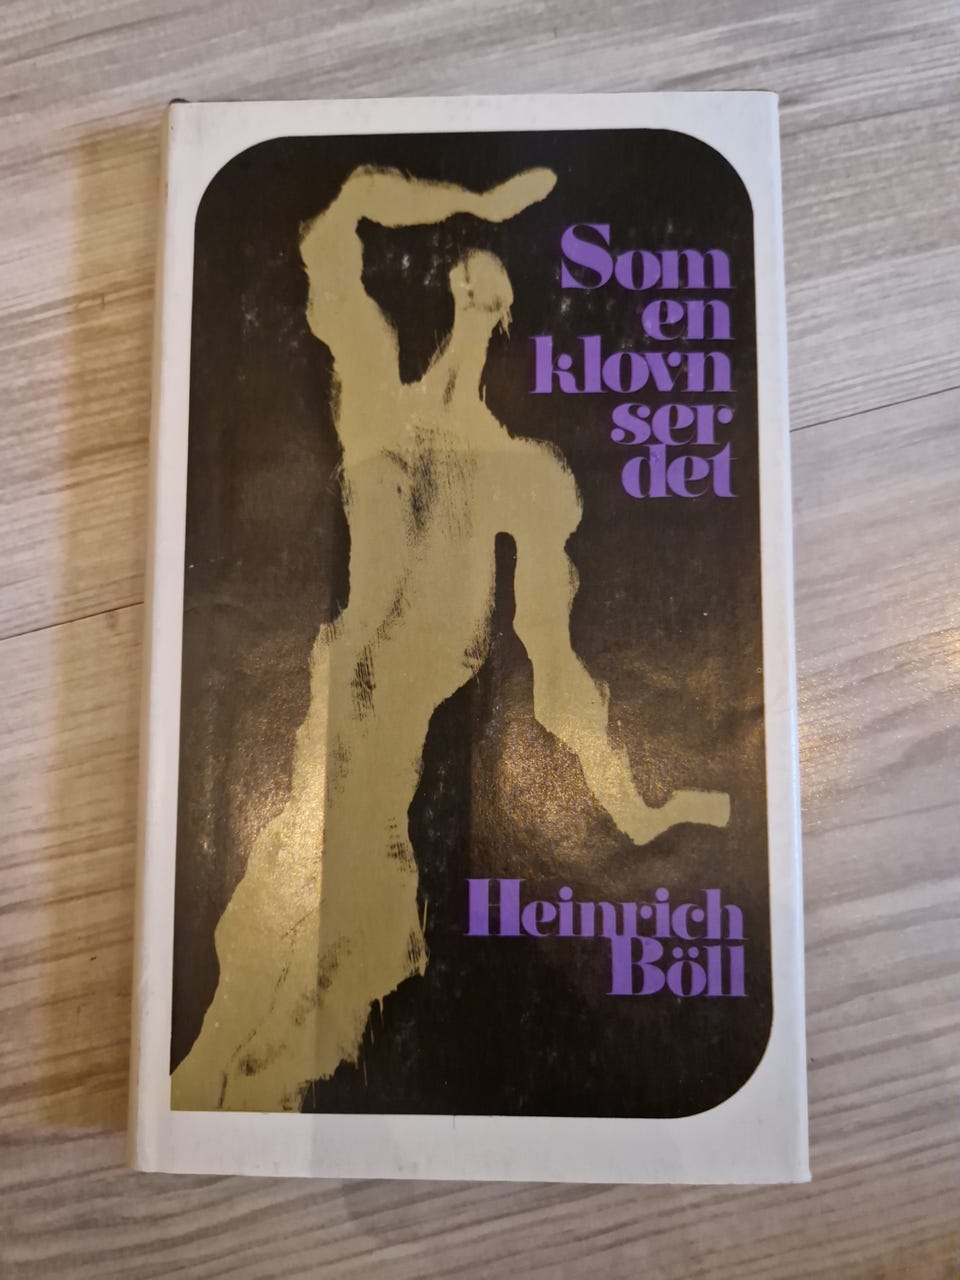 Som
en
klovn
ser
det
Heinrich
Böll